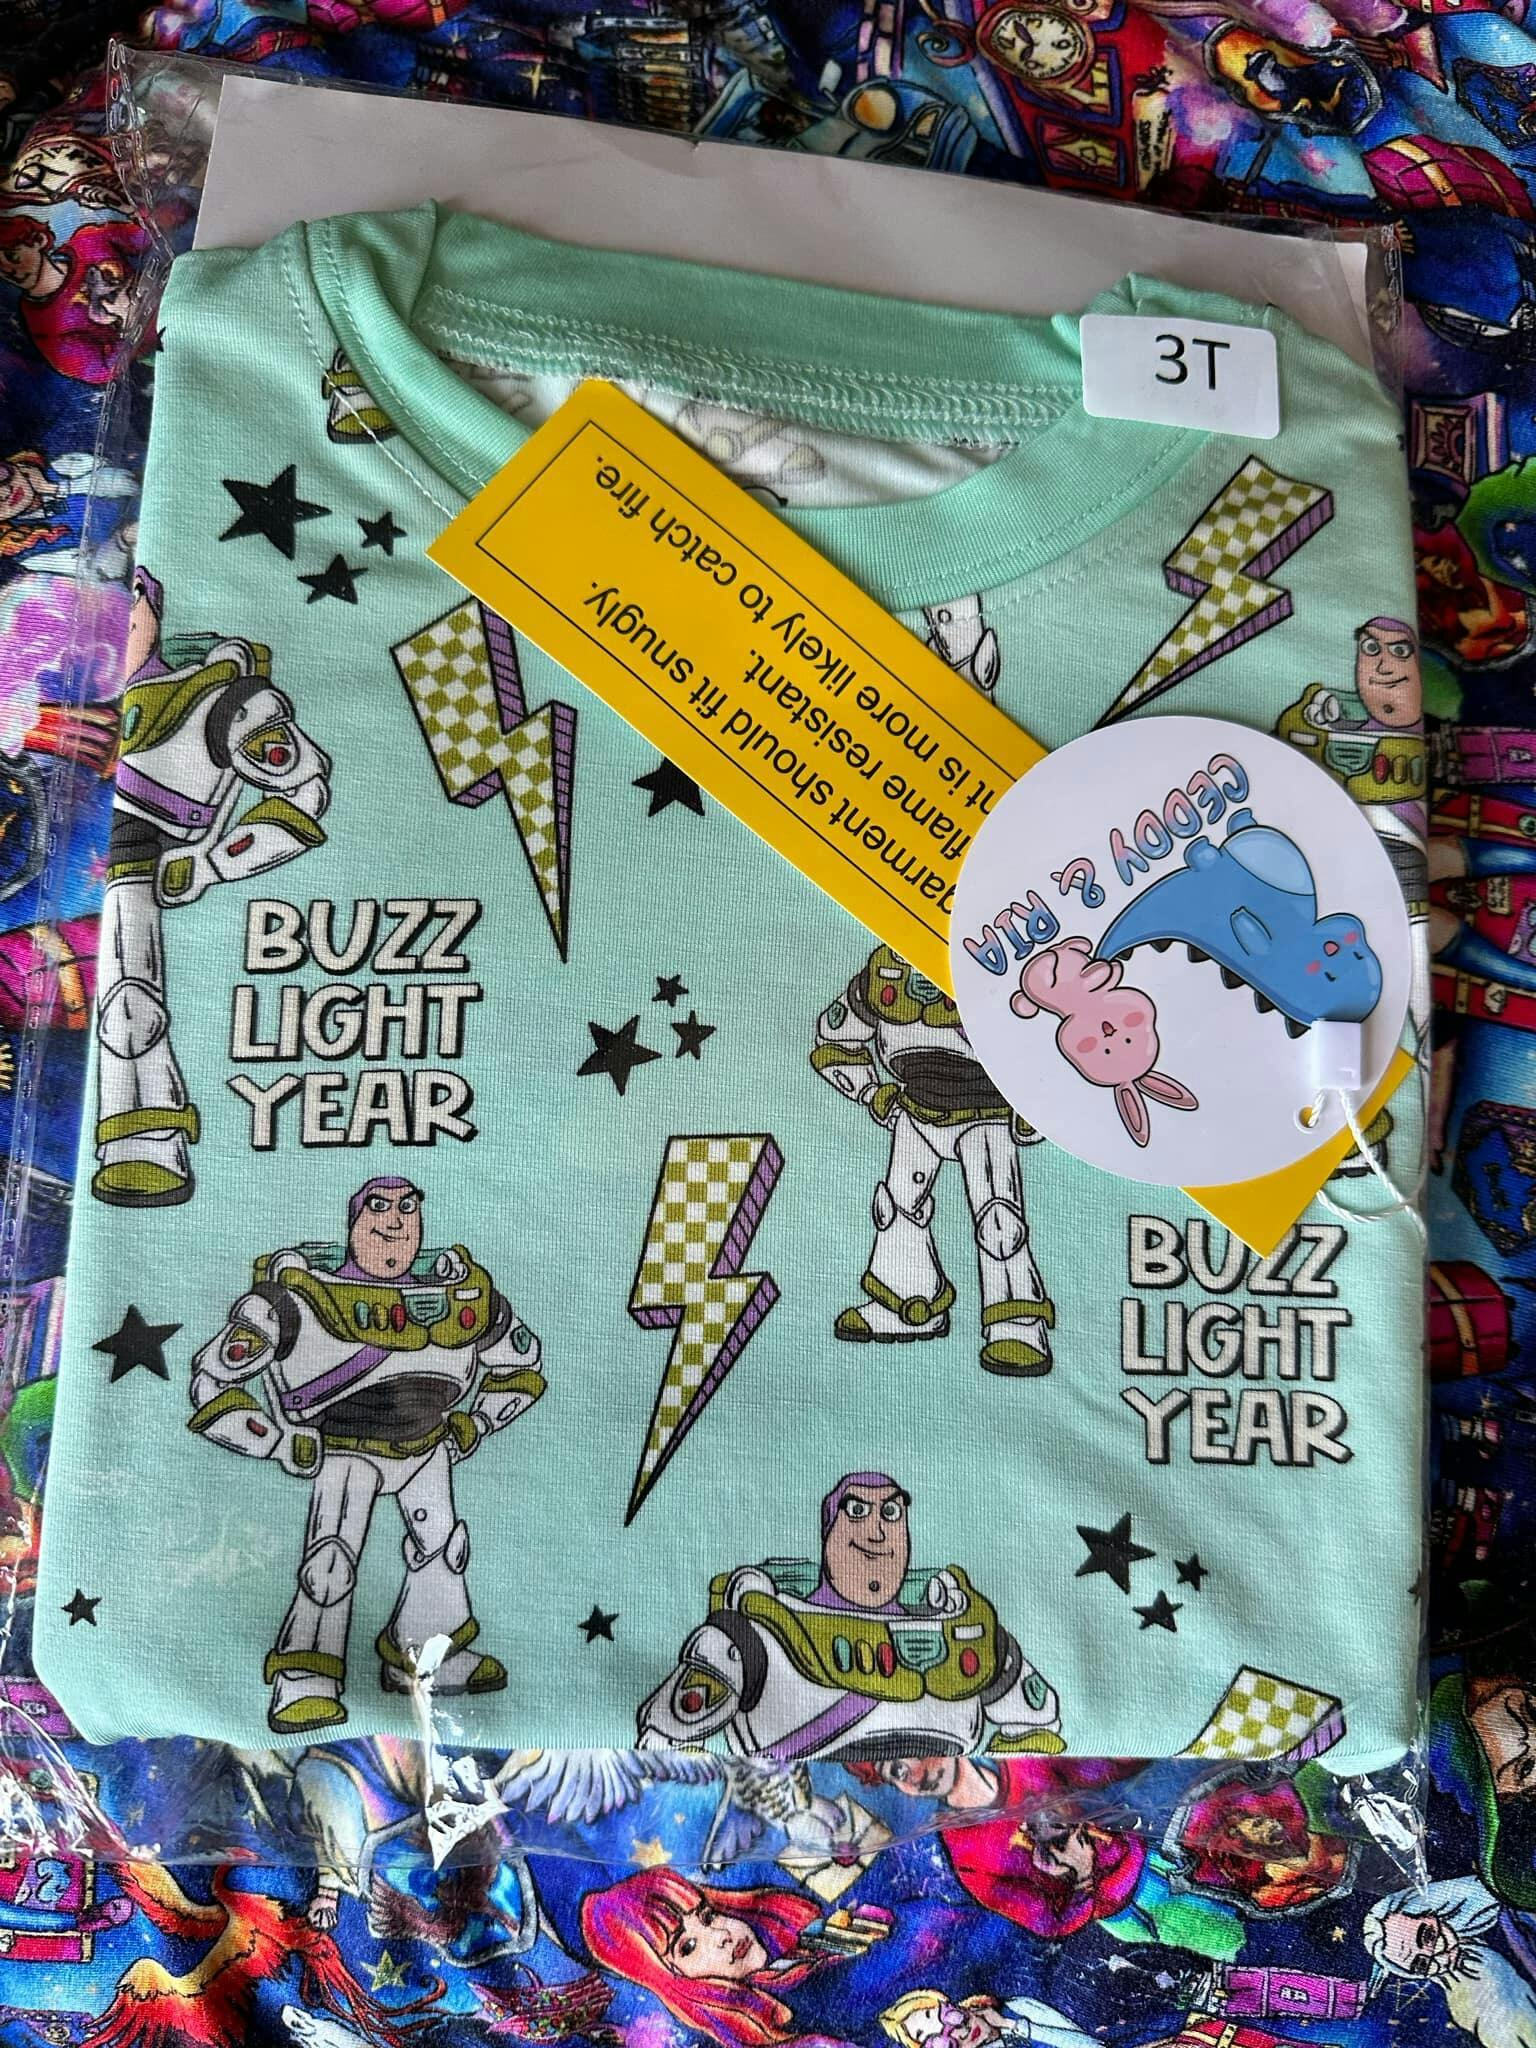 3T
garment should fit snugly.
flame resistant.
is more likely to catch fire.
CEDDY & RIA
BUZZ
LIGHT
YEAR
BUZZ
LIGHT
YEAR